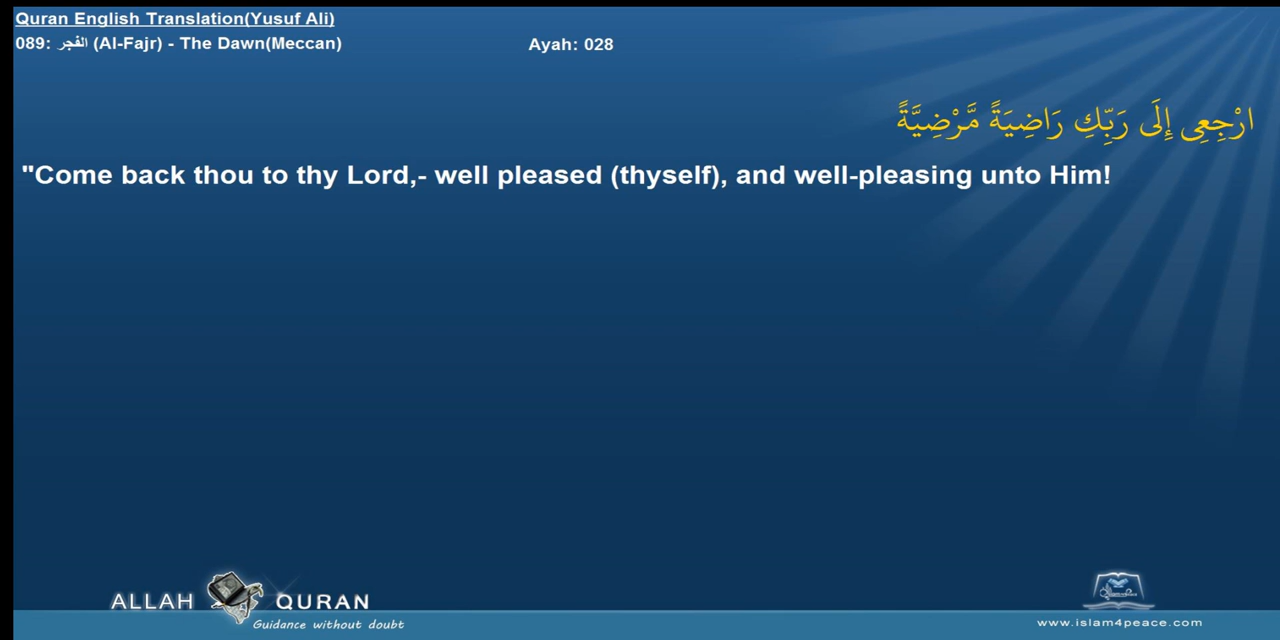 Quran English Translation(Yusuf Ali)
089: الفجر (Al-Fajr) - The Dawn(Meccan)
Ayah: 028
ارْجِعِي إِلَى رَبِّكِ رَاضِيَةً مَّرْضِيَّةً
"Come back thou to thy Lord,- well pleased (thyself), and well-pleasing unto Him!
ALLAH QURAN
Guidance without doubt
www.islam4peace.com